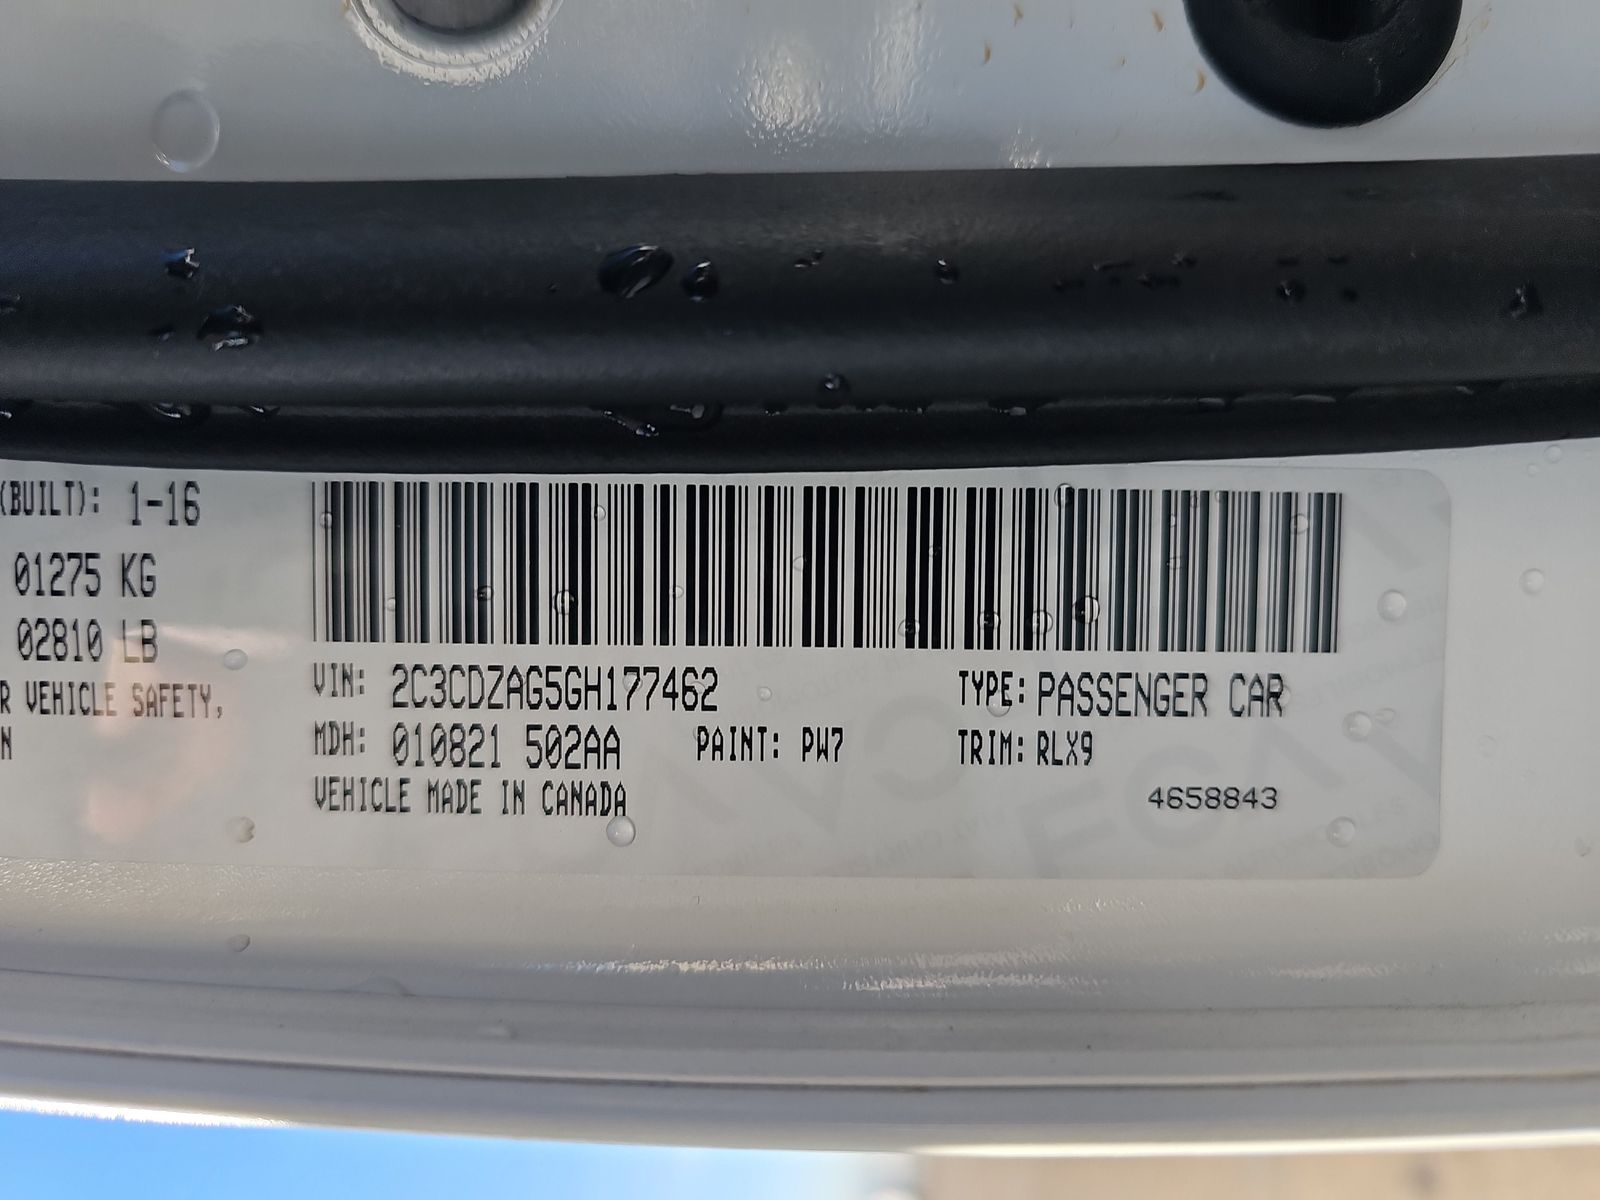 (BUILT): 1-16
01275 KG
02810 LB
R VEHICLE SAFETY,
N
VIN: 2C3CDZAG5GH177462 TYPE: PASSENGER CAR
MDH: 010821 502AA PAINT: PW7 TRIM: RLX9
VEHICLE MADE IN CANADA 4658843